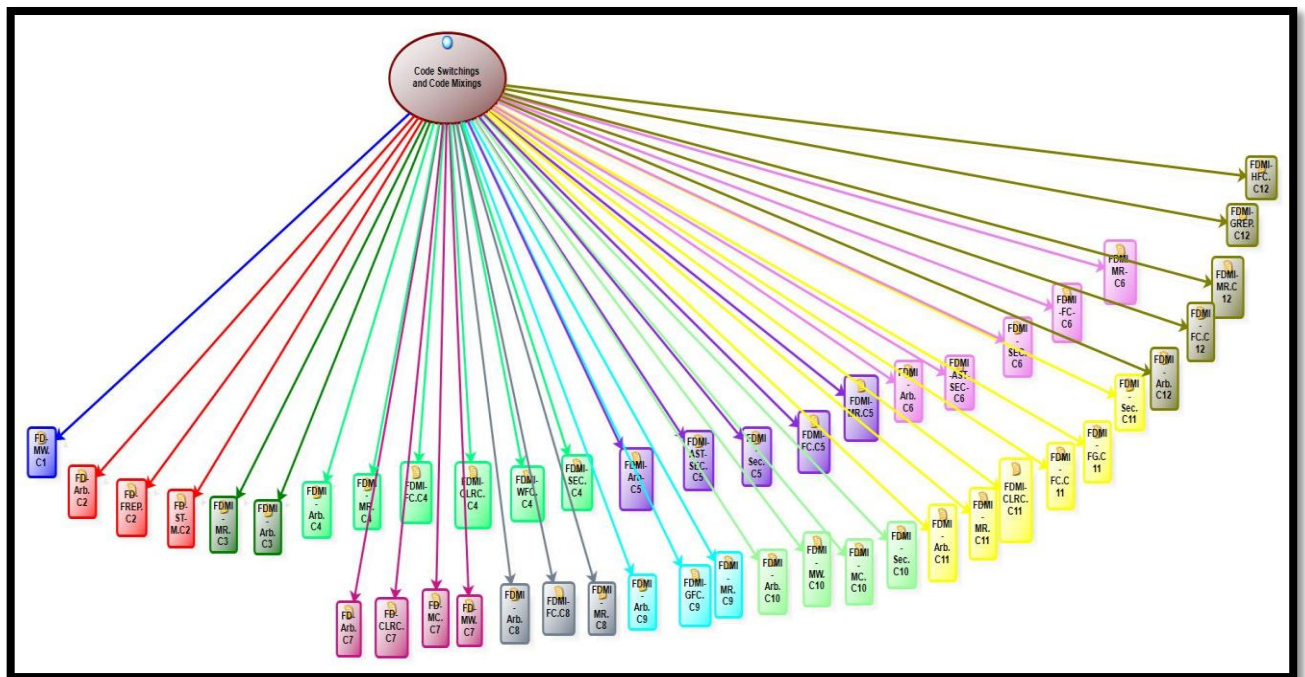 Code Switchings
and Code Mixings
FDMI-
HFC.
C12
FDMI-
GREP.
C12
FDMI-
MR-
C6
FDMI-
MR.C
12
FDMI
-FC-
C6
FDMI
-
FC.C
12
FDMI
-
SEC.
C6
FDMI
-
Arb.
C12
FDMI
-AST-
SEC-
C6
FDMI
-
Arb.
C6
FDMI
-
Sec.
C11
FDMI-
MR.C5
FDMI-
FC.C5
FDMI
-
FG.C
11
FD-
MW.
C1
FDMI-
AST-
SEC.
C5
FDMI
-
Sec.
C5
FDMI
-
FC.C
11
FD-
Arb.
C2
FD-
FREP.
C2
FD-
ST-
M.C2
FDMI
-
MR.
C3
FDMI
-
Arb.
C3
FDMI
-
Arb.
C4
FDMI
-
MR.
C4
FDMI-
FC.C4
FDMI-
CLRC.
C4
FDMI-
WFC.
C4
FDMI-
SEC.
C4
FDMI-
Arb-
C5
FDMI-
CLRC.
C11
FDMI
-
MR.
C11
FDMI
-
Arb.
C11
FDMI
-
Sec.
C10
FDMI
-
MC.
C10
FDMI
-
MW.
C10
FDMI
-
Arb.
C10
FDMI
-
MR.
C9
FDMI-
GFC.
C9
FDMI
-
Arb.
C9
FDMI
-
MR.
C8
FDMI-
FC.C8
FDMI
-
Arb.
C8
FD-
MW.
C7
FD-
MC.
C7
FD-
CLRC.
C7
FD-
Arb.
C7